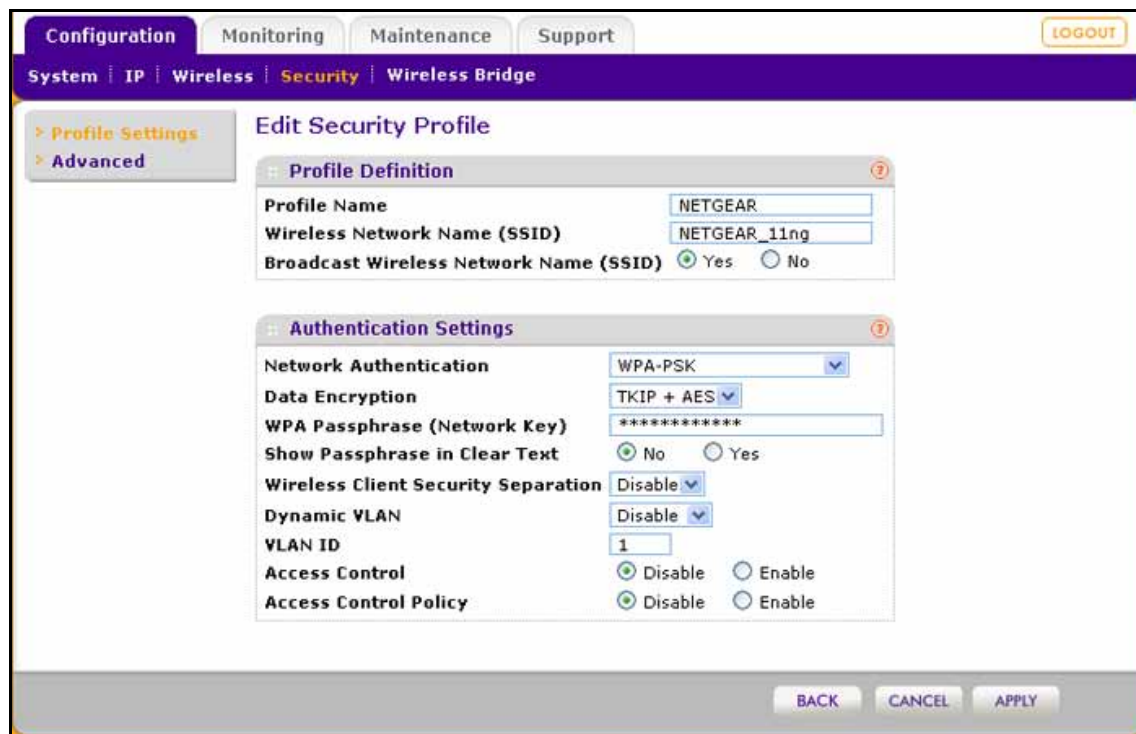 Configuration Monitoring Maintenance Support LOGOUT
System IP Wireless Security Wireless Bridge
Profile Settings
Advanced
Edit Security Profile
Profile Definition ?
Profile Name NETGEAR
Wireless Network Name (SSID) NETGEAR_11ng
Broadcast Wireless Network Name (SSID) Yes No
Authentication Settings ?
Network Authentication WPA-PSK
Data Encryption TKIP + AES
WPA Passphrase (Network Key) ************
Show Passphrase in Clear Text No Yes
Wireless Client Security Separation Disable
Dynamic VLAN Disable
VLAN ID 1
Access Control Disable Enable
Access Control Policy Disable Enable
BACK CANCEL APPLY